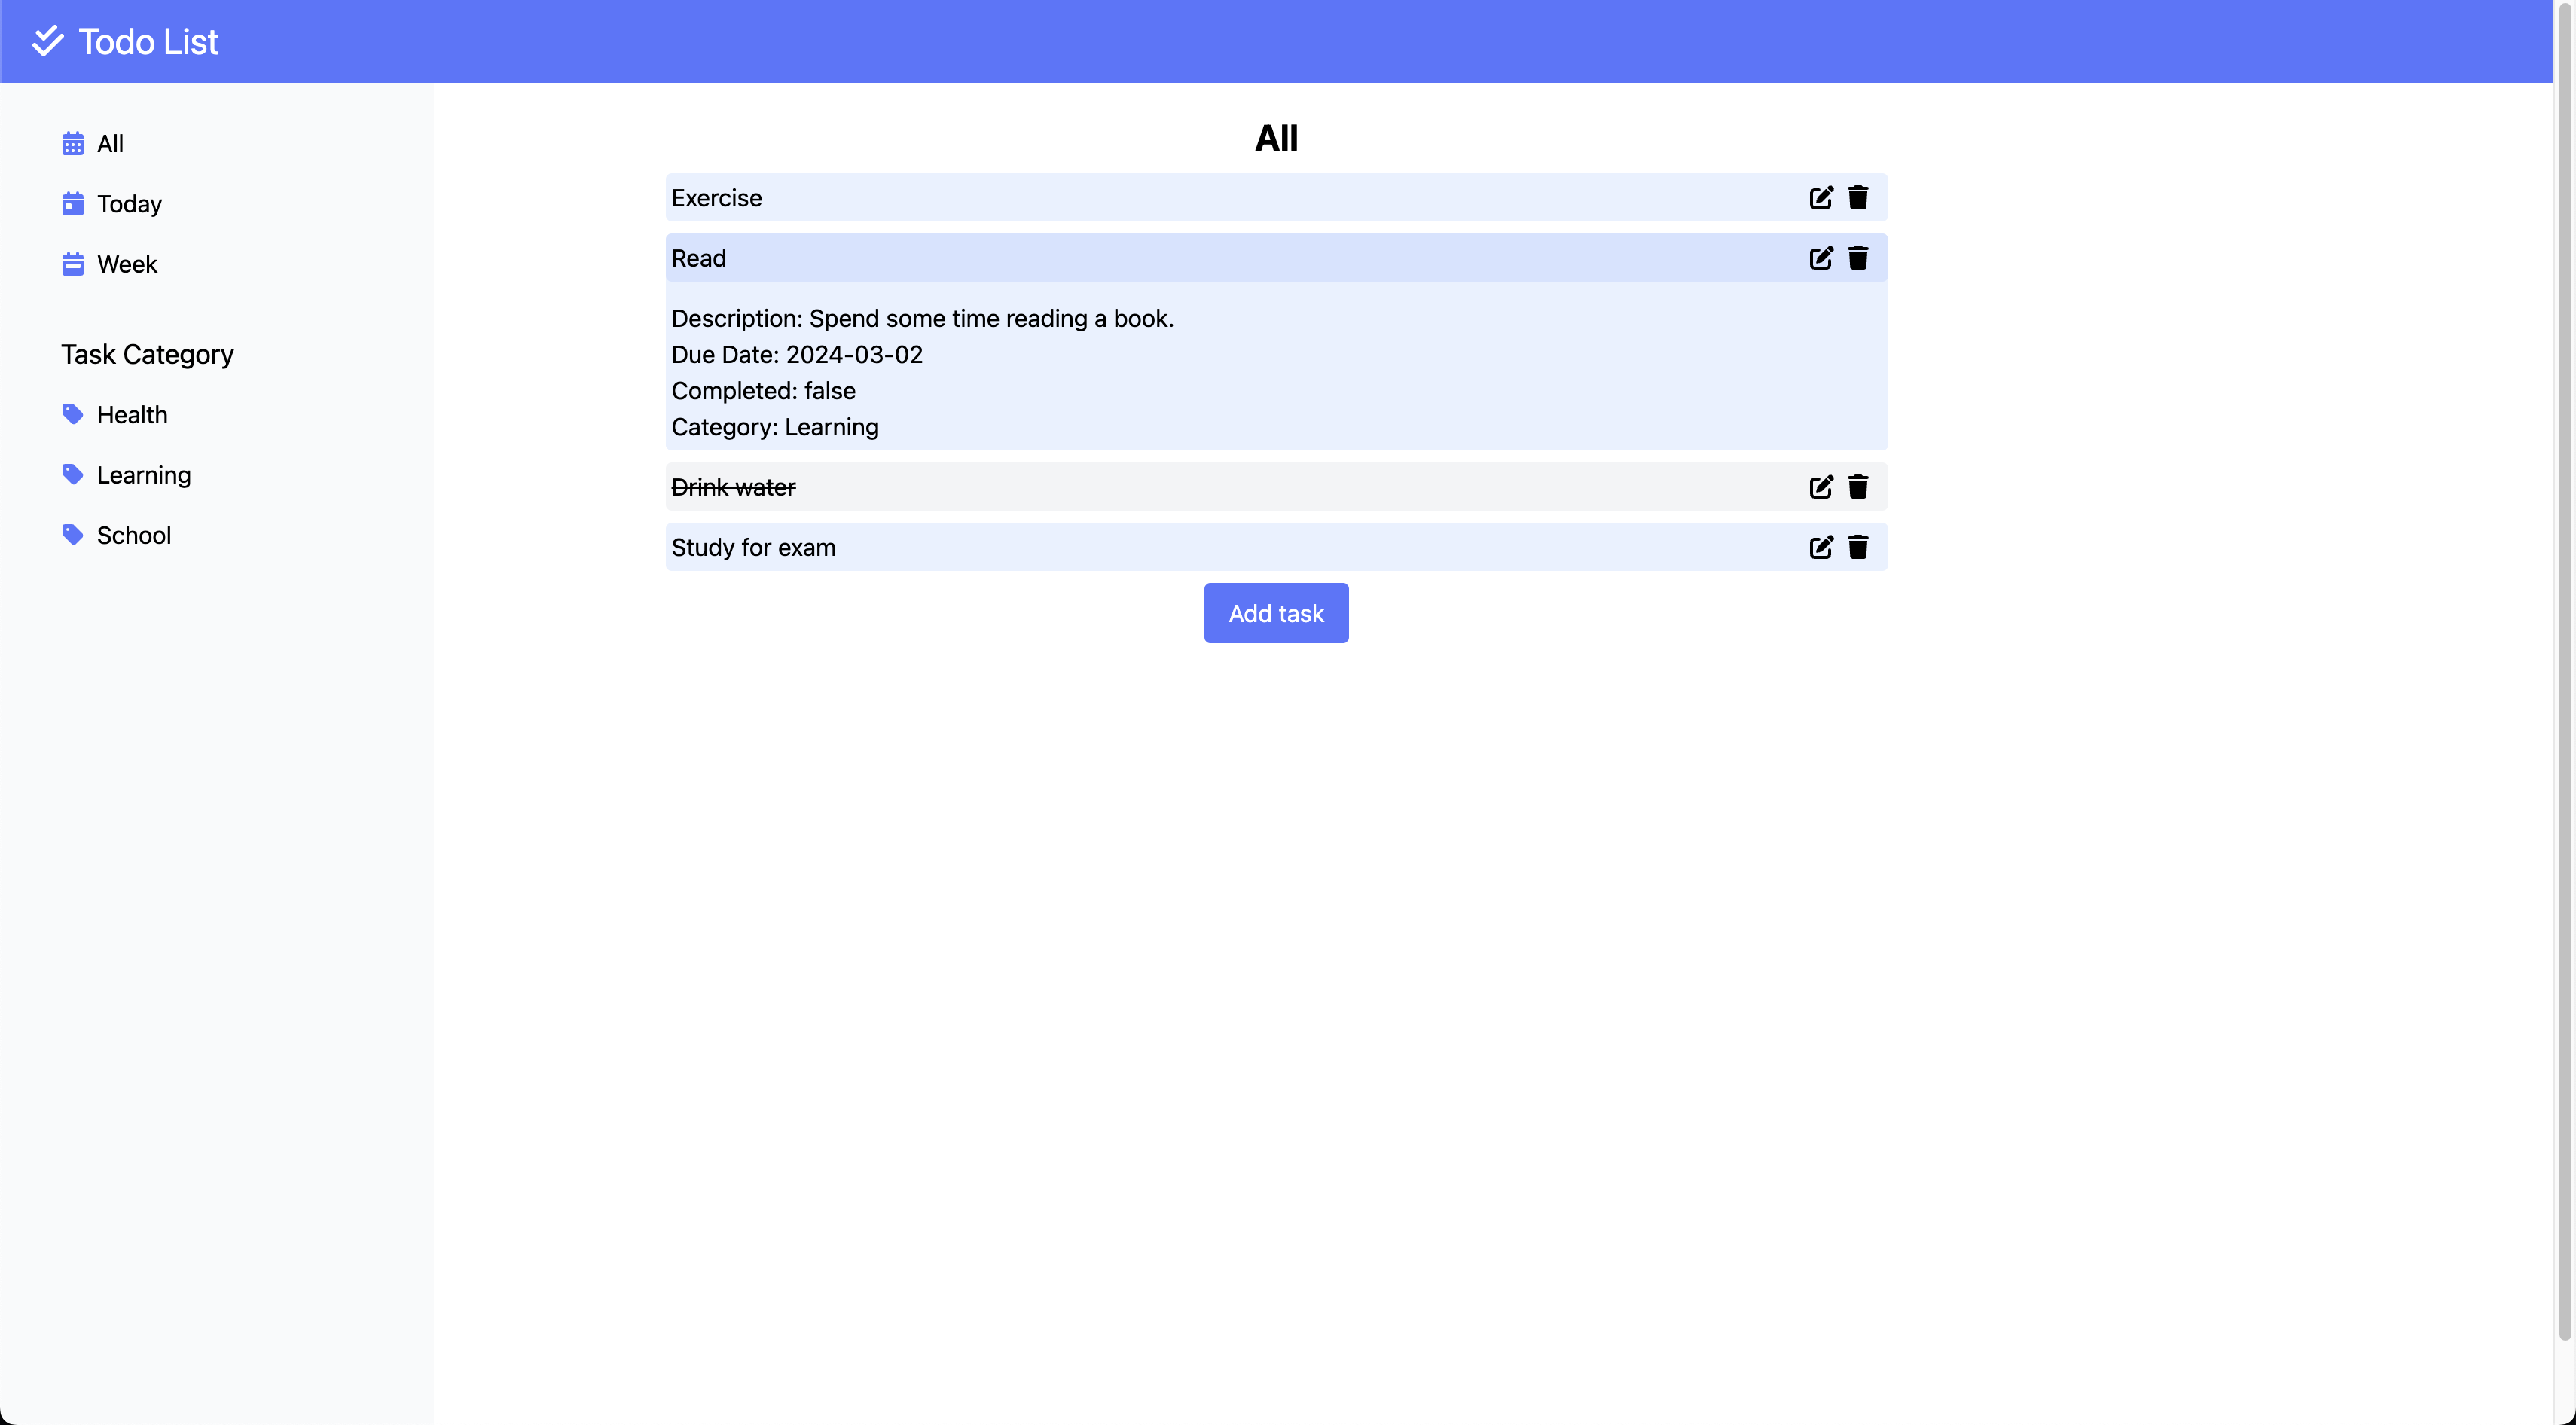 Todo List
All
Today
Week
Task Category
Health
Learning
School
All
Exercise
Read
Description: Spend some time reading a book.
Due Date: 2024-03-02
Completed: false
Category: Learning
Drink water
Study for exam
Add task